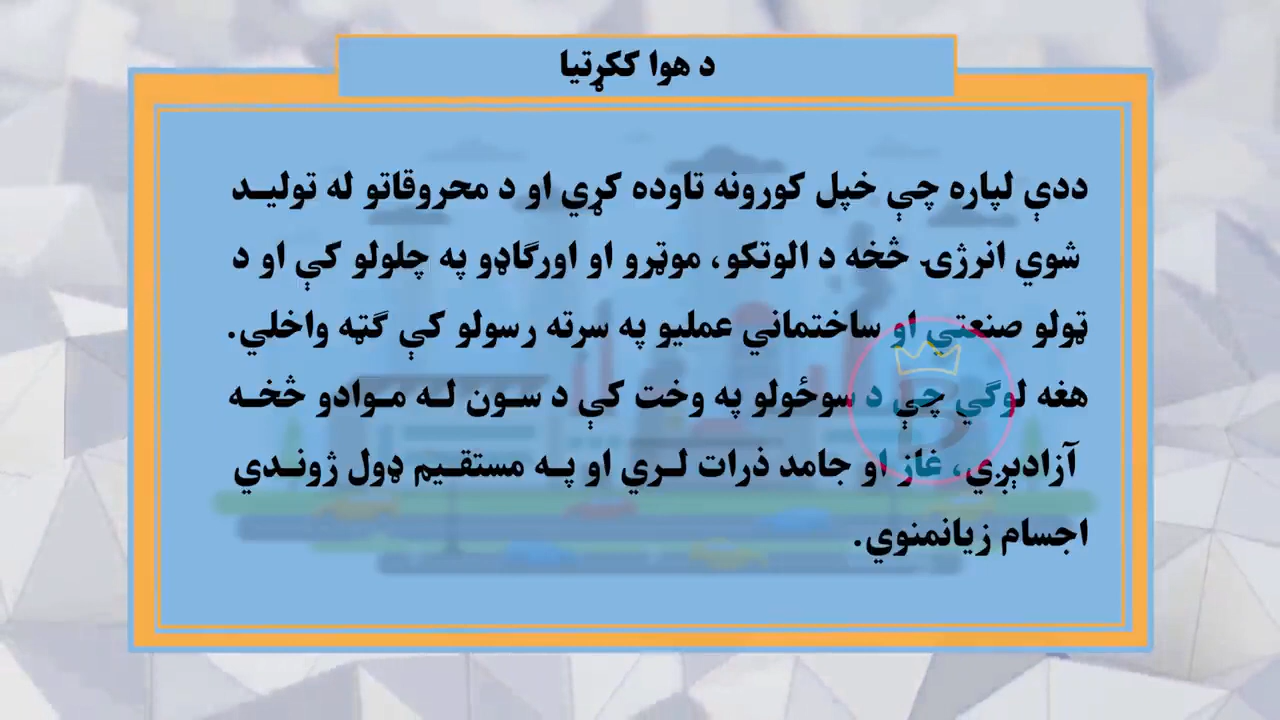 د هوا ککړتیا
ددې لپاره چې خپل کورونه تاوده کړي او د محروقاتو له تولید
شوي انرژۍ څخه د الوتکو، موټرو او اورګاډو په چلولو کې او د
ټولو صنعتي او ساختماني عملیو په سرته رسولو کې ګټه واخلي.
هغه لوګي چې د سوځولو په وخت کې د سون له موادو څخه
آزادېږي، غاز او جامد ذرات لري او په مستقیم ډول ژوندي
اجسام زیانمنوي.
B